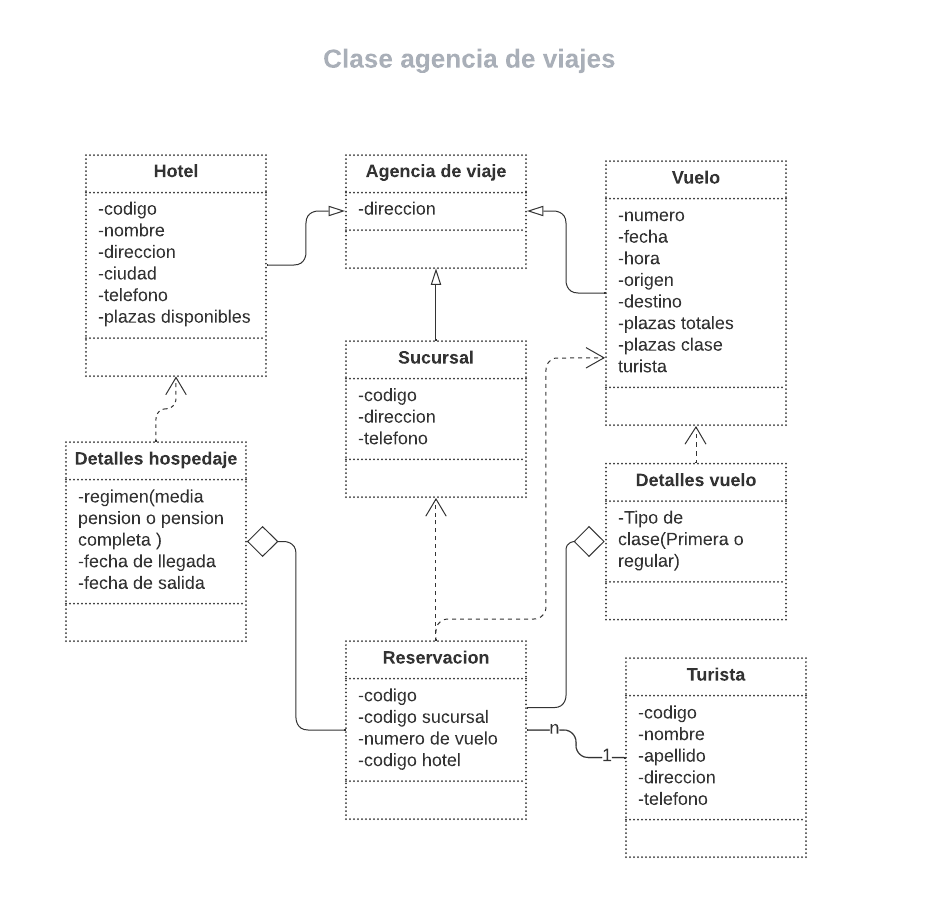 Clase agencia de viajes
Hotel
-codigo
-nombre
-direccion
-ciudad
-telefono
-plazas disponibles
Agencia de viaje
-direccion
Vuelo
-numero
-fecha
-hora
-origen
-destino
-plazas totales
-plazas clase
turista
Sucursal
-codigo
-direccion
-telefono
Detalles hospedaje
-regimen(media
pension o pension
completa )
-fecha de llegada
-fecha de salida
Detalles vuelo
-Tipo de
clase(Primera o
regular)
Reservacion
-codigo
-codigo sucursal
-numero de vuelo
-codigo hotel
n
1
Turista
-codigo
-nombre
-apellido
-direccion
-telefono